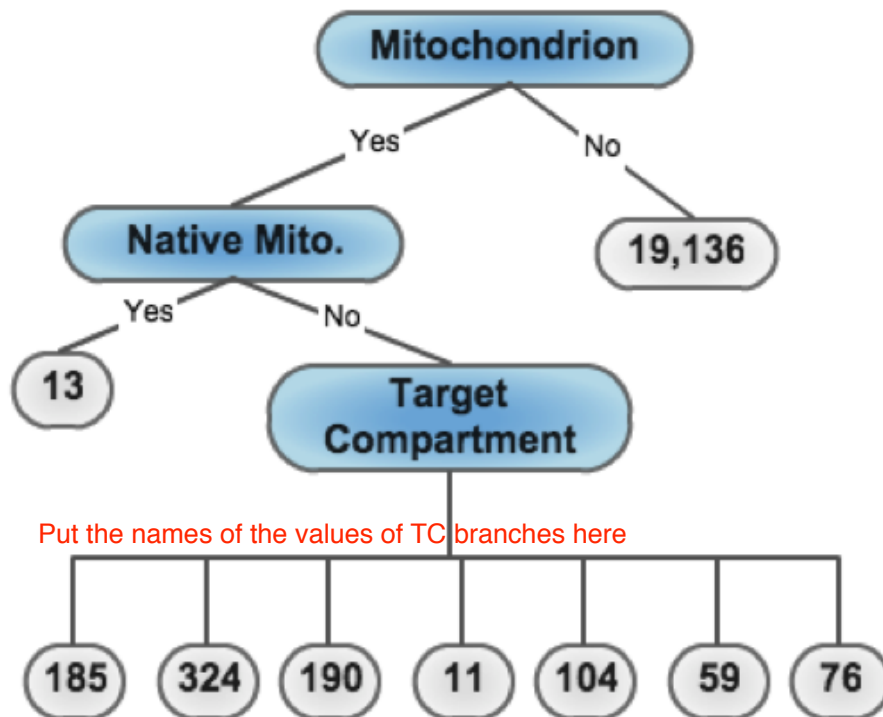 Mitochondrion
Yes
No
Native Mito.
19,136
Yes
No
13
Target
Compartment
Put the names of the values of TC branches here
185 324 190 11 104 59 76